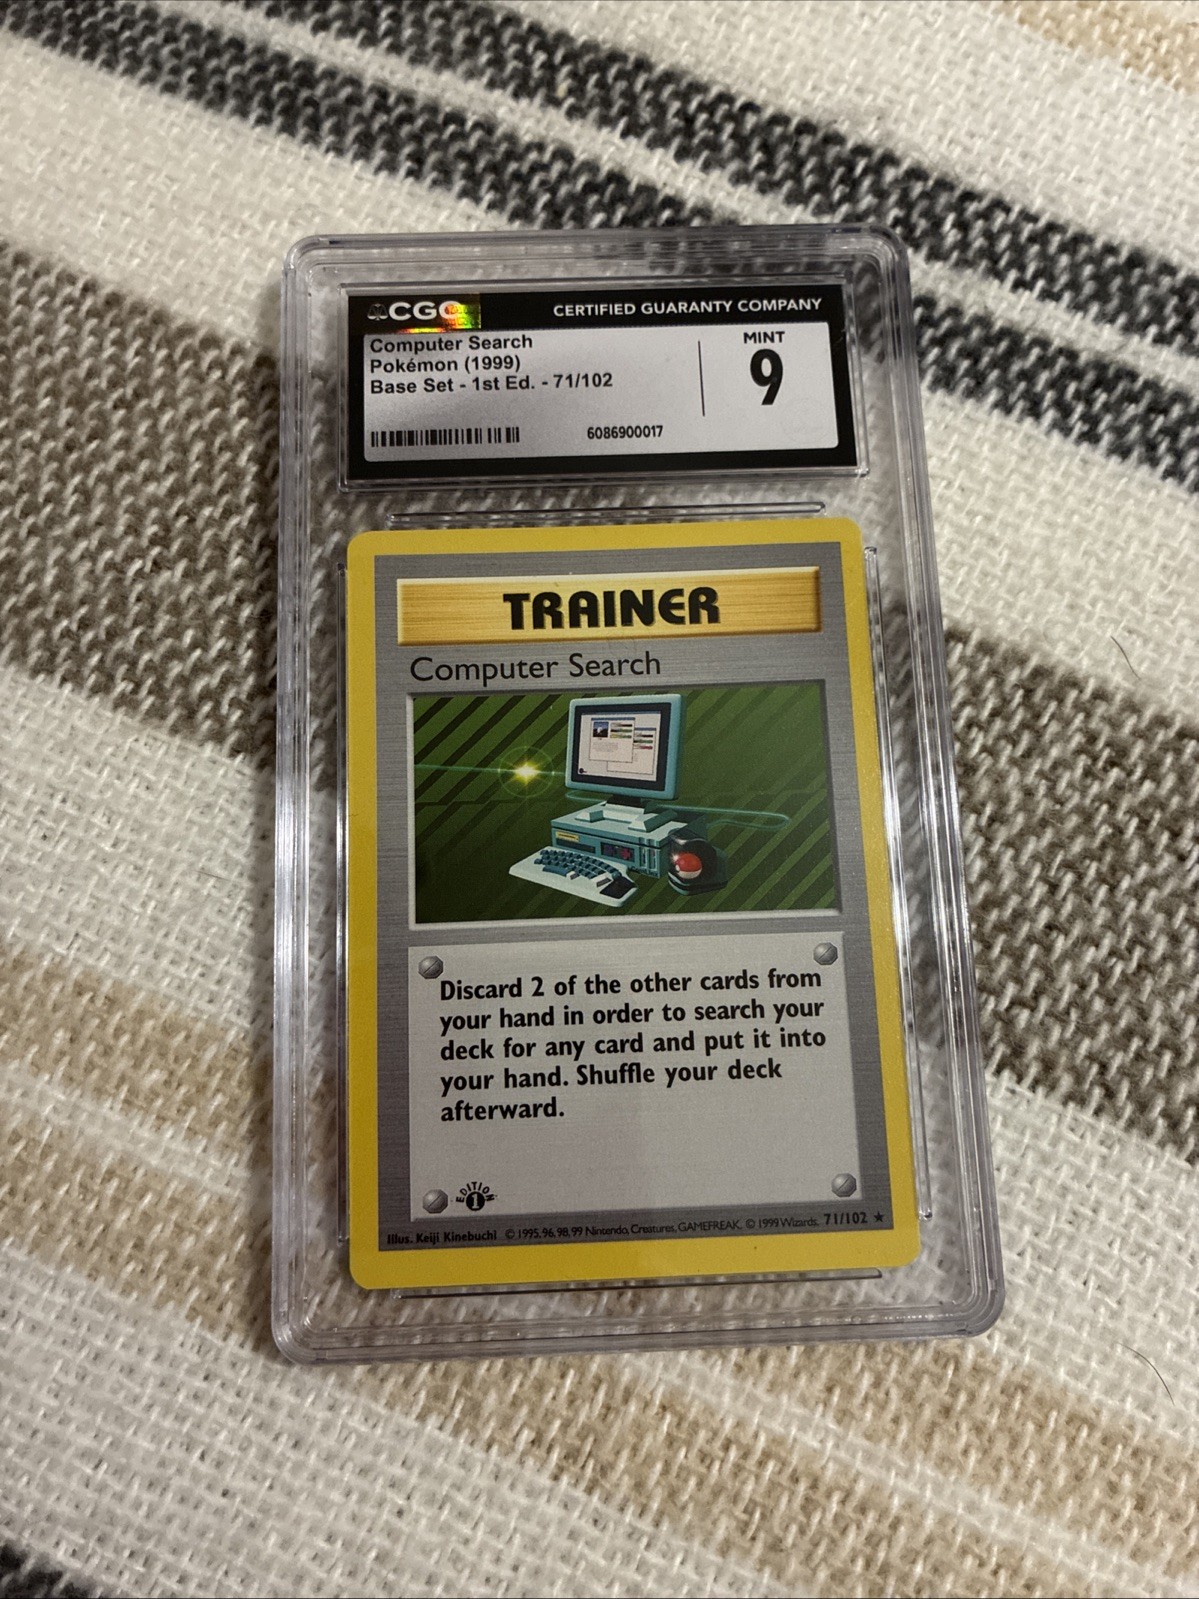 CGC CERTIFIED GUARANTY COMPANY
Computer Search
Pokémon (1999)
Base Set - 1st Ed. - 71/102
MINT
9
6086900017
TRAINER
Computer Search
Discard 2 of the other cards from
your hand in order to search your
deck for any card and put it into
your hand. Shuffle your deck
afterward.
EDITION
1
Illus. Keiji Kinebuchi © 1995, 96, 98, 99 Nintendo, Creatures, GAMEFREAK. © 1999 Wizards. 71/102 ★